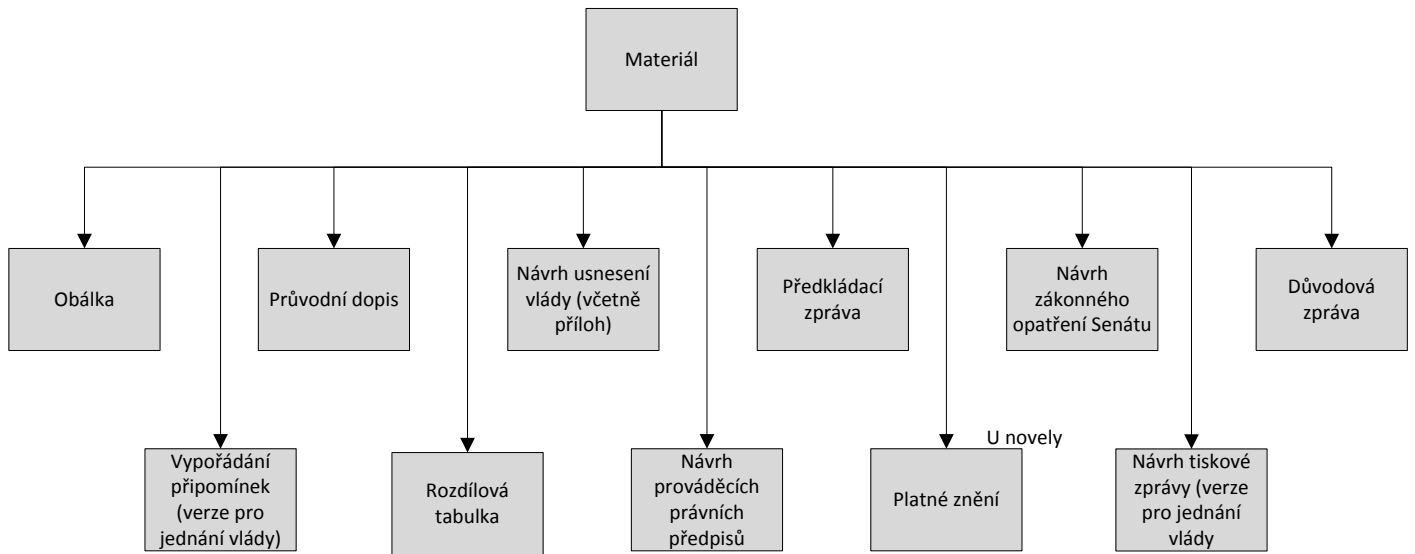 Materiál
Obálka
Průvodní dopis
Návrh usnesení
vlády (včetně
příloh)
Předkládací
zpráva
Návrh
zákonného
opatření Senátu
Důvodová
zpráva
Vypořádání
připomínek
(verze pro
jednání vlády)
Rozdílová
tabulka
Návrh
prováděcích
právních
předpisů
U novely
Platné znění
Návrh tiskové
zprávy (verze
pro jednání
vlády